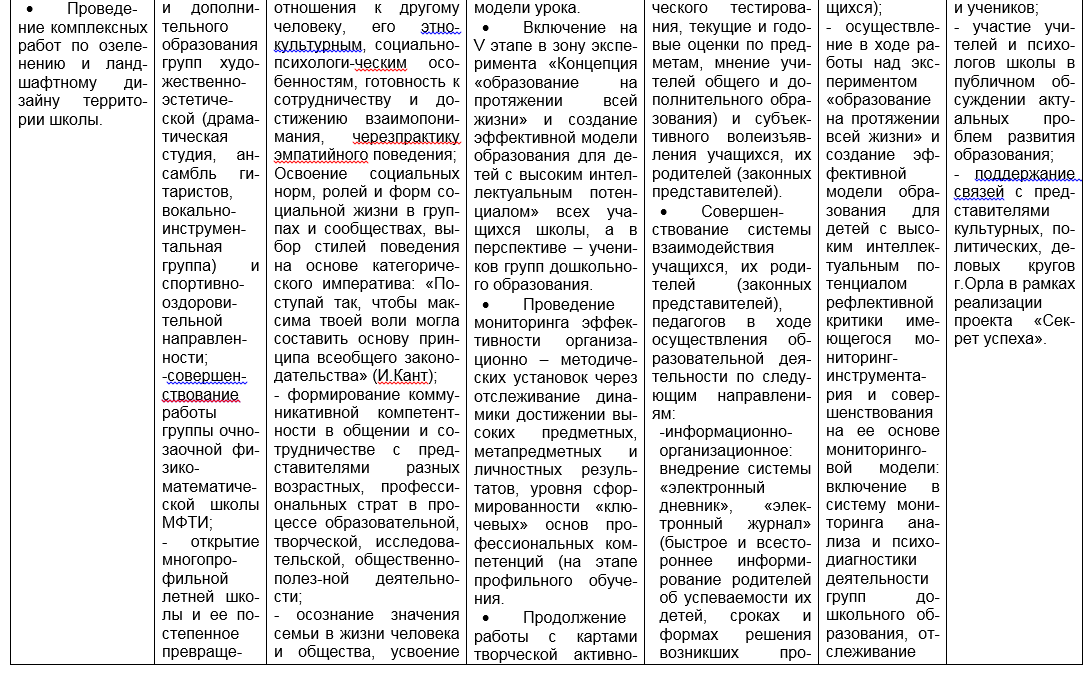 • Проведе-
ние комплексных
работ по озеле-
нению и ланд-
шафтному ди-
зайну террито-
рии школы.
и дополни-
тельного
образования
групп худо-
жественно-
эстетиче-
ской (драма-
тическая
студия, ан-
самбль ги-
таристов,
вокально-
инструмен-
тальная
группа) и
спортивно-
оздорови-
тельной
направлен-
ности;
-совершен-
ствование
работы
группы очно-
заочной фи-
зико-
математиче-
ской школы
МФТИ;
- открытие
многопро-
фильной
летней шко-
лы и ее по-
степенное
превраще-
отношения к другому
человеку, его этно-
культурным, социально-
психологи-ческим осо-
бенностям, готовность к
сотрудничеству и до-
стижению взаимопони-
мания, черезпрактику
эмпатийного поведения;
Освоение социальных
норм, ролей и форм со-
циальной жизни в груп-
пах и сообществах, вы-
бор стилей поведения
на основе категориче-
ского императива: «По-
ступай так, чтобы мак-
сима твоей воли могла
составить основу прин-
ципа всеобщего законо-
дательства» (И.Кант);
- формирование комму-
никативной компетент-
ности в общении и со-
трудничестве с пред-
ставителями разных
возрастных, професси-
ональных страт в про-
цессе образовательной,
творческой, исследова-
тельской, общественно-
полез-ной деятельно-
сти;
- осознание значения
семьи в жизни человека
и общества, усвоение
модели урока.
• Включение на
V этапе в зону экспе-
римента «Концепция
«образование на
протяжении всей
жизни» и создание
эффективной модели
образования для де-
тей с высоким интел-
лектуальным потен-
циалом» всех уча-
щихся школы, а в
перспективе – учени-
ков групп дошкольно-
го образования.
• Проведение
мониторинга эффек-
тивности организа-
ционно – методиче-
ских установок через
отслеживание дина-
мики достижении вы-
соких предметных,
метапредметных и
личностных резуль-
татов, уровня сфор-
мированности «клю-
чевых» основ про-
фессиональных ком-
петенций (на этапе
профильного обуче-
ния.
• Продолжение
работы с картами
творческой активно-
ческого тестирова-
ния, текущие и годо-
вые оценки по пред-
метам, мнение учи-
телей общего и до-
полнительного обра-
зования) и субъек-
тивного волеизъяв-
ления учащихся, их
родителей (законных
представителей).
• Совершен-
ствование системы
взаимодействия
учащихся, их роди-
телей (законных
представителей),
педагогов в ходе
осуществления об-
разовательной дея-
тельности по следу-
ющим направлени-
ям:
-информационно-
организационное:
внедрение системы
«электронный
дневник», «элек-
тронный журнал»
(быстрое и всесто-
роннее информи-
рование родителей
об успеваемости их
детей, сроках и
формах решения
возникших про-
щихся);
- осуществле-
ние в ходе ра-
боты над экс-
периментом
«образование
на протяжении
всей жизни» и
создание эф-
фективной
модели обра-
зования для
детей с высо-
ким интеллек-
туальным по-
тенциалом
рефлективной
критики име-
ющегося мо-
ниторинг-
инструмента-
рия и совер-
шенствования
на ее основе
мониторинго-
вой модели:
включение в
систему мони-
торинга ана-
лиза и психо-
диагностики
деятельности
групп до-
школьного об-
разования, от-
слеживание
и учеников;
- участие учи-
телей и психо-
логов школы в
публичном об-
суждении акту-
альных про-
блем развития
образования;
- поддержание
связей с пред-
ставителями
культурных, по-
литических, де-
ловых кругов
г.Орла в рамках
реализации
проекта «Сек-
рет успеха».